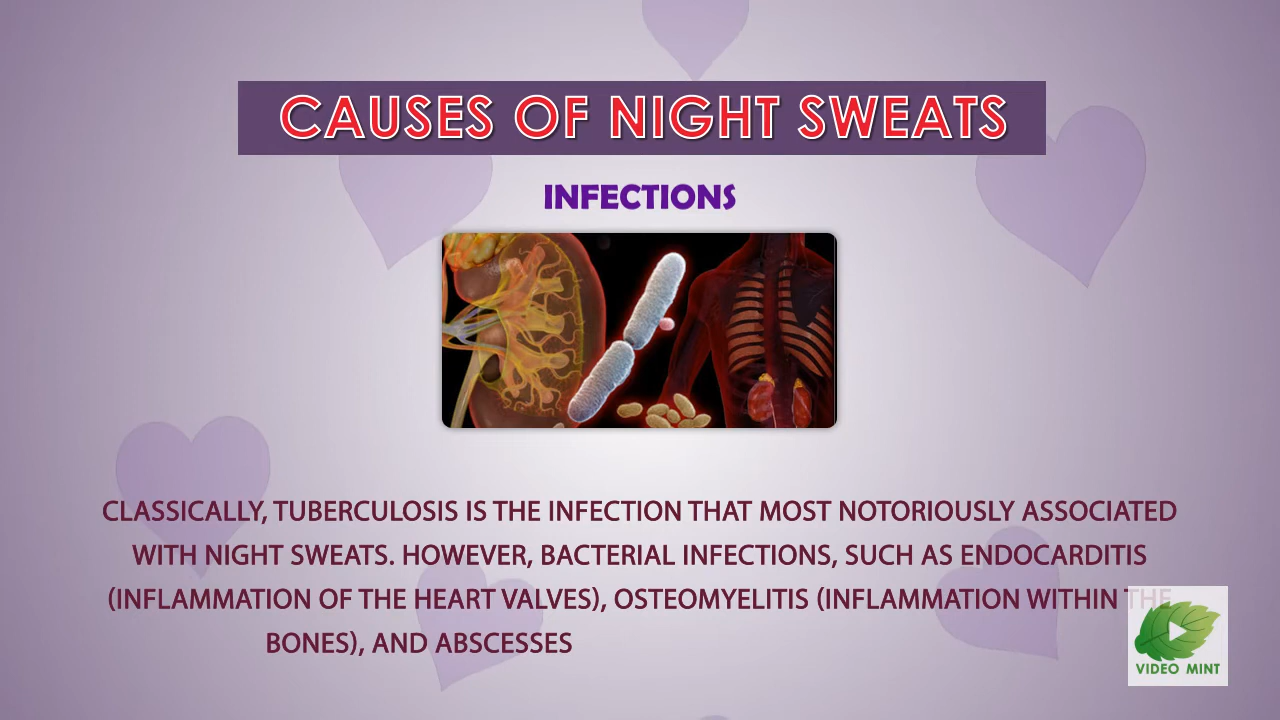 CAUSES OF NIGHT SWEATS
INFECTIONS
CLASSICALLY, TUBERCULOSIS IS THE INFECTION THAT MOST NOTORIOUSLY ASSOCIATED
WITH NIGHT SWEATS. HOWEVER, BACTERIAL INFECTIONS, SUCH AS ENDOCARDITIS
(INFLAMMATION OF THE HEART VALVES), OSTEOMYELITIS (INFLAMMATION WITHIN THE
BONES), AND ABSCESSES
VIDEO MINT